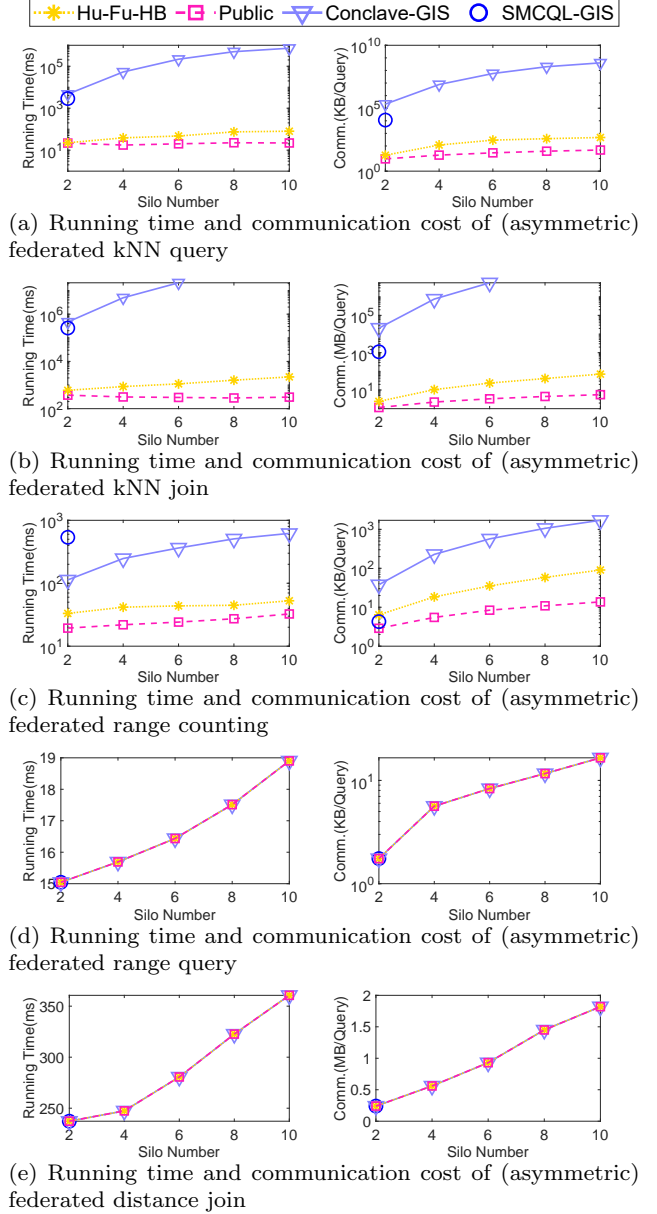 Hu-Fu-HB Public Conclave-GIS SMCQL-GIS
Running Time(ms)
10^5
10^3
10^1
2 4 6 8 10
Silo Number
Comm.(KB/Query)
10^10
10^5
10^0
2 4 6 8 10
Silo Number
(a) Running time and communication cost of (asymmetric)
federated kNN query
Running Time(ms)
10^6
10^4
10^2
2 4 6 8 10
Silo Number
Comm.(MB/Query)
10^5
10^3
10^1
2 4 6 8 10
Silo Number
(b) Running time and communication cost of (asymmetric)
federated kNN join
Running Time(ms)
10^3
10^2
10^1
2 4 6 8 10
Silo Number
Comm.(KB/Query)
10^3
10^2
10^1
10^0
2 4 6 8 10
Silo Number
(c) Running time and communication cost of (asymmetric)
federated range counting
Running Time(ms)
19
18
17
16
15
2 4 6 8 10
Silo Number
Comm.(KB/Query)
10^1
10^0
2 4 6 8 10
Silo Number
(d) Running time and communication cost of (asymmetric)
federated range query
Running Time(ms)
350
300
250
2 4 6 8 10
Silo Number
Comm.(MB/Query)
2
1.5
1
0.5
0
2 4 6 8 10
Silo Number
(e) Running time and communication cost of (asymmetric)
federated distance join